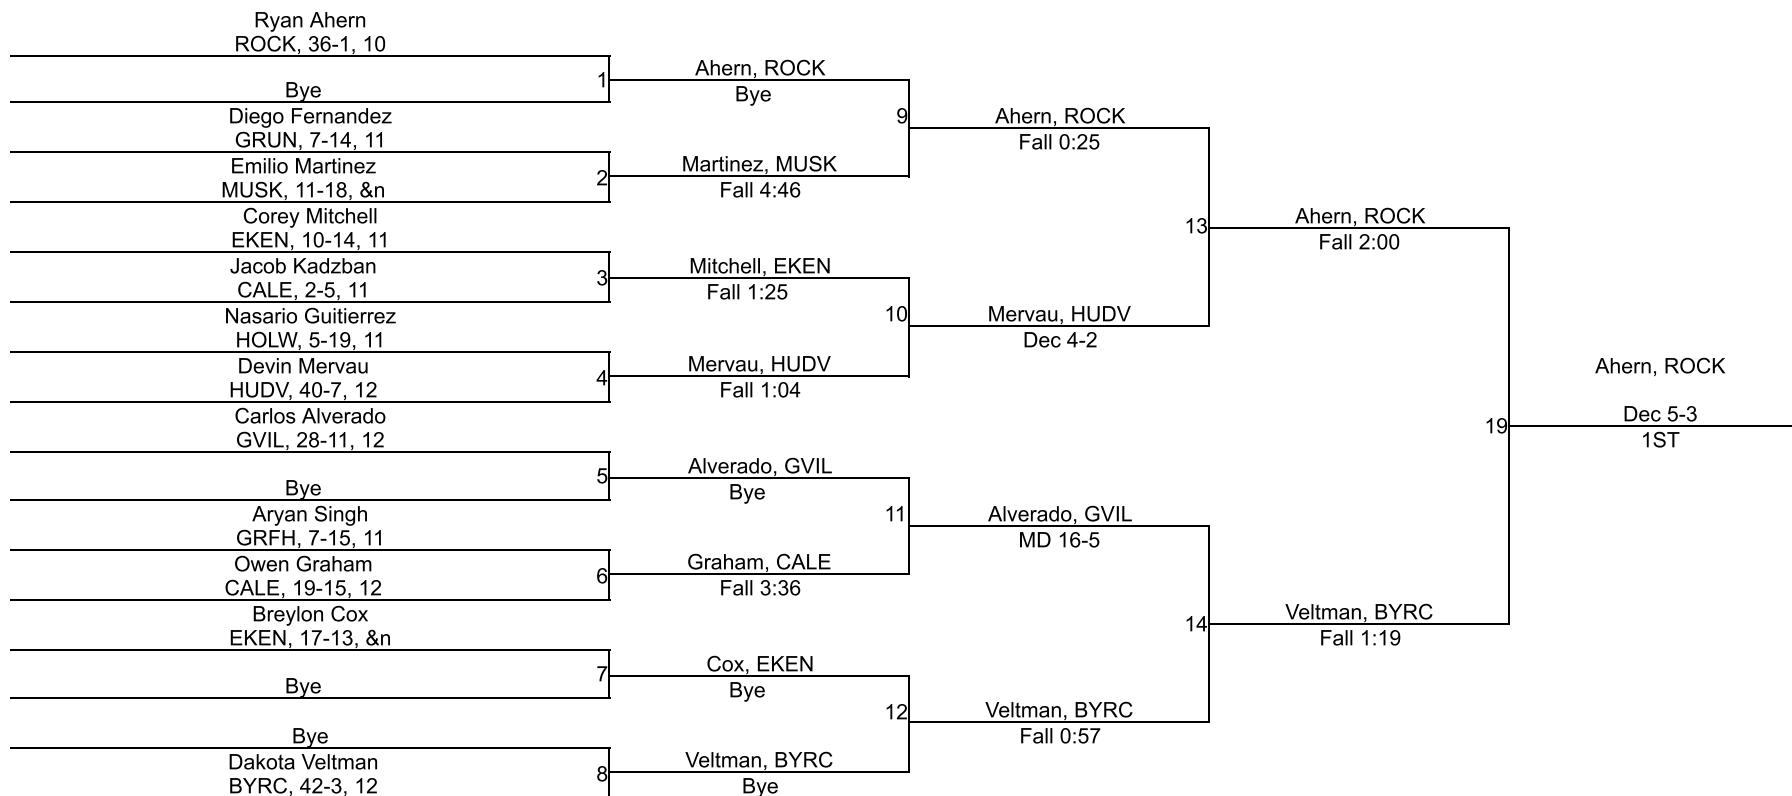 Ryan Ahern
ROCK, 36-1, 10
Bye
Diego Fernandez
GRUN, 7-14, 11
Emilio Martinez
MUSK, 11-18, &n
Corey Mitchell
EKEN, 10-14, 11
Jacob Kadzban
CALE, 2-5, 11
Nasario Guitierrez
HOLW, 5-19, 11
Devin Mervau
HUDV, 40-7, 12
Carlos Alverado
GVIL, 28-11, 12
Bye
Aryan Singh
GRFH, 7-15, 11
Owen Graham
CALE, 19-15, 12
Breylon Cox
EKEN, 17-13, &n
Bye
Bye
Dakota Veltman
BYRC, 42-3, 12
1
Ahern, ROCK
Bye
2
Martinez, MUSK
Fall 4:46
3
Mitchell, EKEN
Fall 1:25
4
Mervau, HUDV
Fall 1:04
5
Alverado, GVIL
Bye
6
Graham, CALE
Fall 3:36
7
Cox, EKEN
Bye
8
Veltman, BYRC
Bye
9
Ahern, ROCK
Fall 0:25
10
Mervau, HUDV
Dec 4-2
11
Alverado, GVIL
MD 16-5
12
Veltman, BYRC
Fall 0:57
13
Ahern, ROCK
Fall 2:00
14
Veltman, BYRC
Fall 1:19
19
Ahern, ROCK
Dec 5-3
1ST